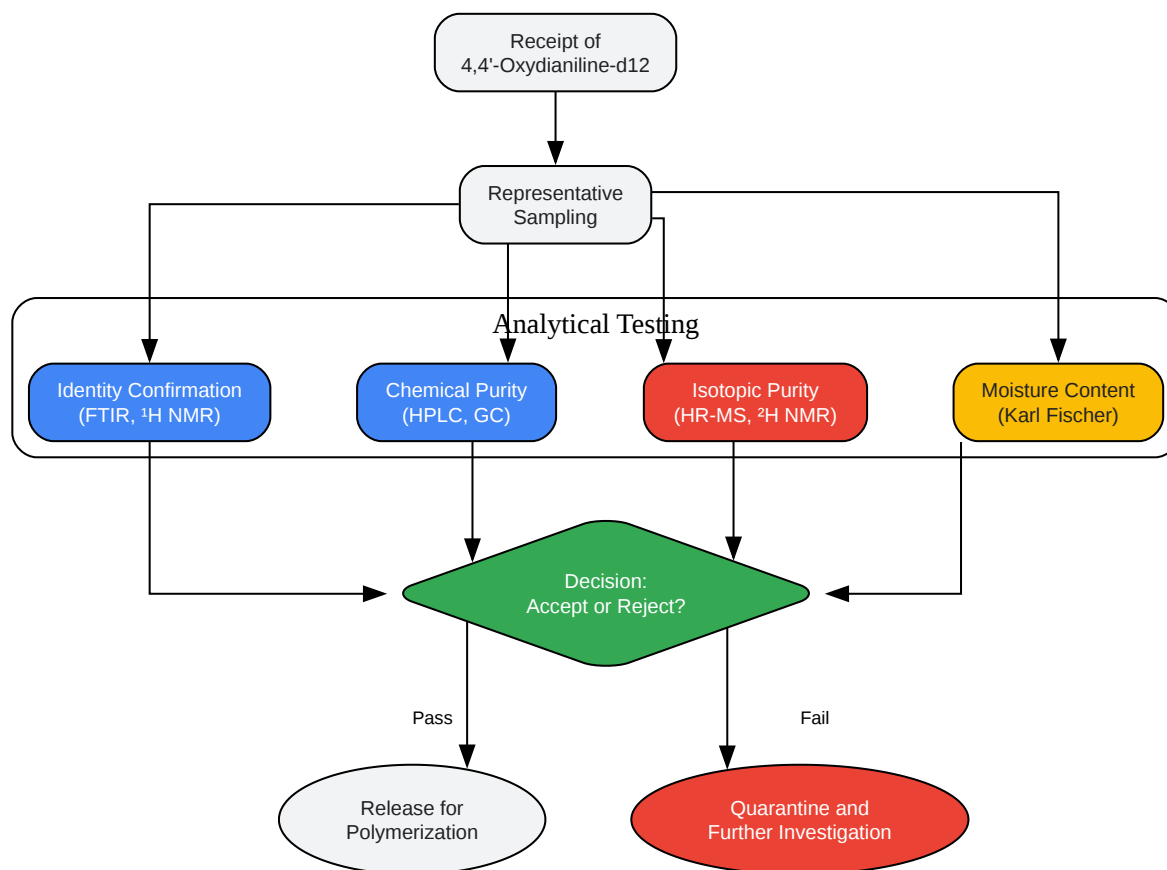 Receipt of
4,4'-Oxydianiline-d12
Representative
Sampling
Analytical Testing
Identity Confirmation
(FTIR, ¹H NMR)
Chemical Purity
(HPLC, GC)
Isotopic Purity
(HR-MS, ²H NMR)
Moisture Content
(Karl Fischer)
Decision:
Accept or Reject?
Pass
Fail
Release for
Polymerization
Quarantine and
Further Investigation